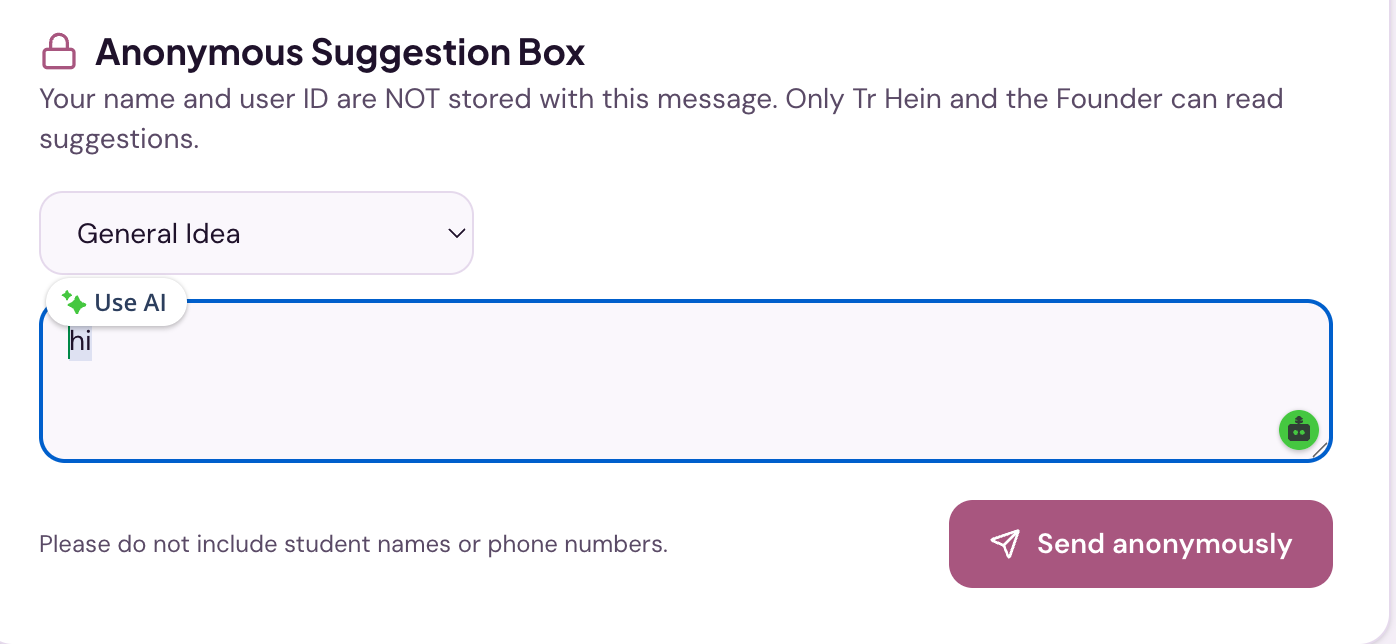 Anonymous Suggestion Box
Your name and user ID are NOT stored with this message. Only Tr Hein and the Founder can read
suggestions.
General Idea
Use AI
hi
Please do not include student names or phone numbers.
Send anonymously